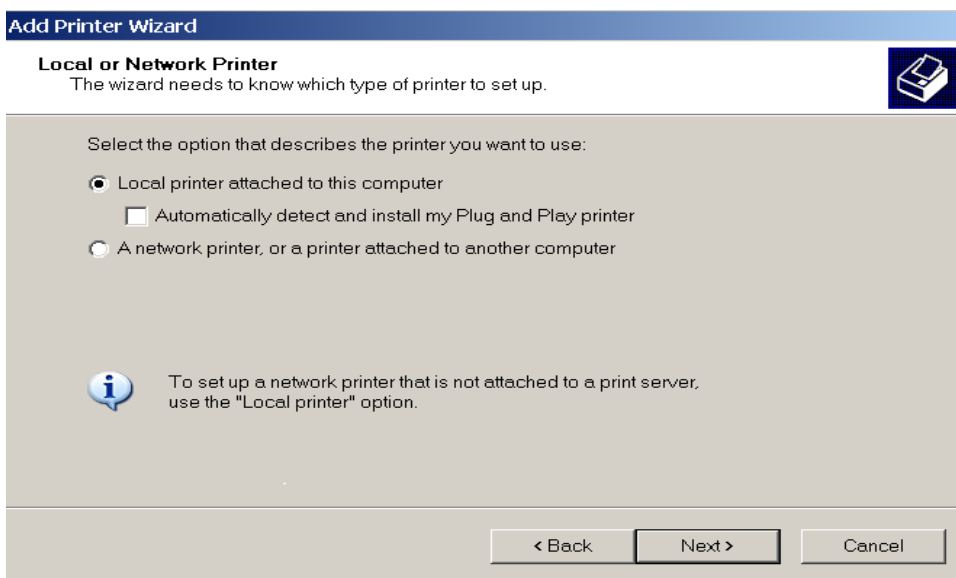 Add Printer Wizard
Local or Network Printer
The wizard needs to know which type of printer to set up.
Select the option that describes the printer you want to use:
Local printer attached to this computer
Automatically detect and install my Plug and Play printer
A network printer, or a printer attached to another computer
To set up a network printer that is not attached to a print server,
use the "Local printer" option.
< Back
Next >
Cancel